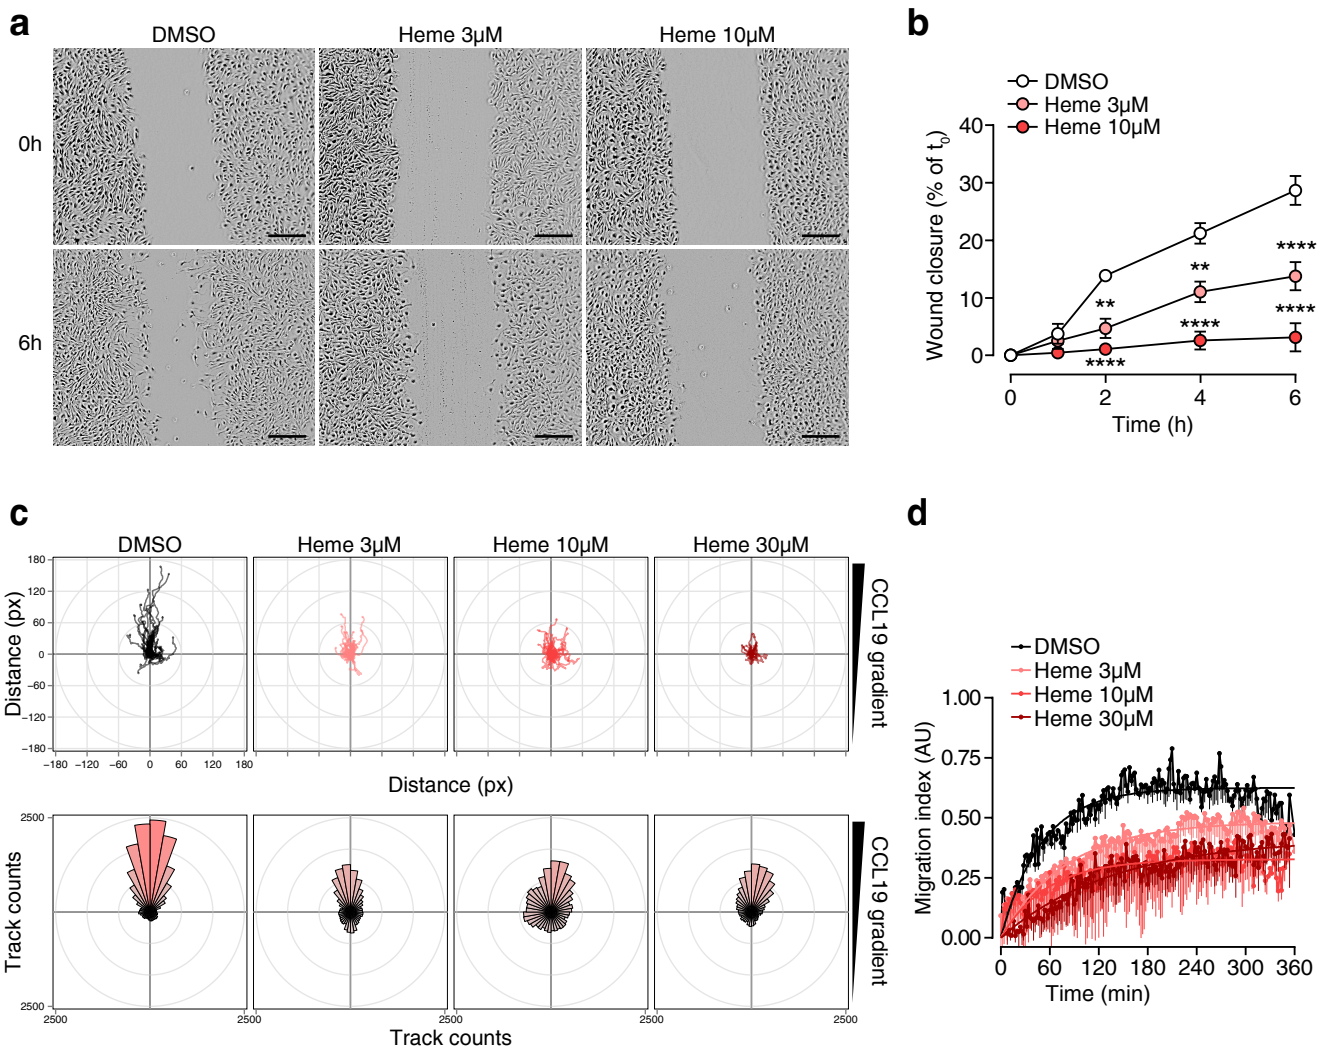 a
DMSO
Heme 3µM
Heme 10µM
0h
6h
b
DMSO
Heme 3µM
Heme 10µM
40
30
20
10
0
Wound closure (% of t0)
**
**
****
****
****
****
0
2
4
6
Time (h)
c
DMSO
Heme 3µM
Heme 10µM
Heme 30µM
180
120
60
0
−60
−120
−180
Distance (px)
−180
−120
−60
0
60
120
180
Distance (px)
CCL19 gradient
2500
2500
Track counts
2500
2500
2500
2500
2500
Track counts
CCL19 gradient
d
DMSO
Heme 3µM
Heme 10µM
Heme 30µM
1.00
0.75
0.50
0.25
0.00
Migration index (AU)
0
60
120
180
240
300
360
Time (min)